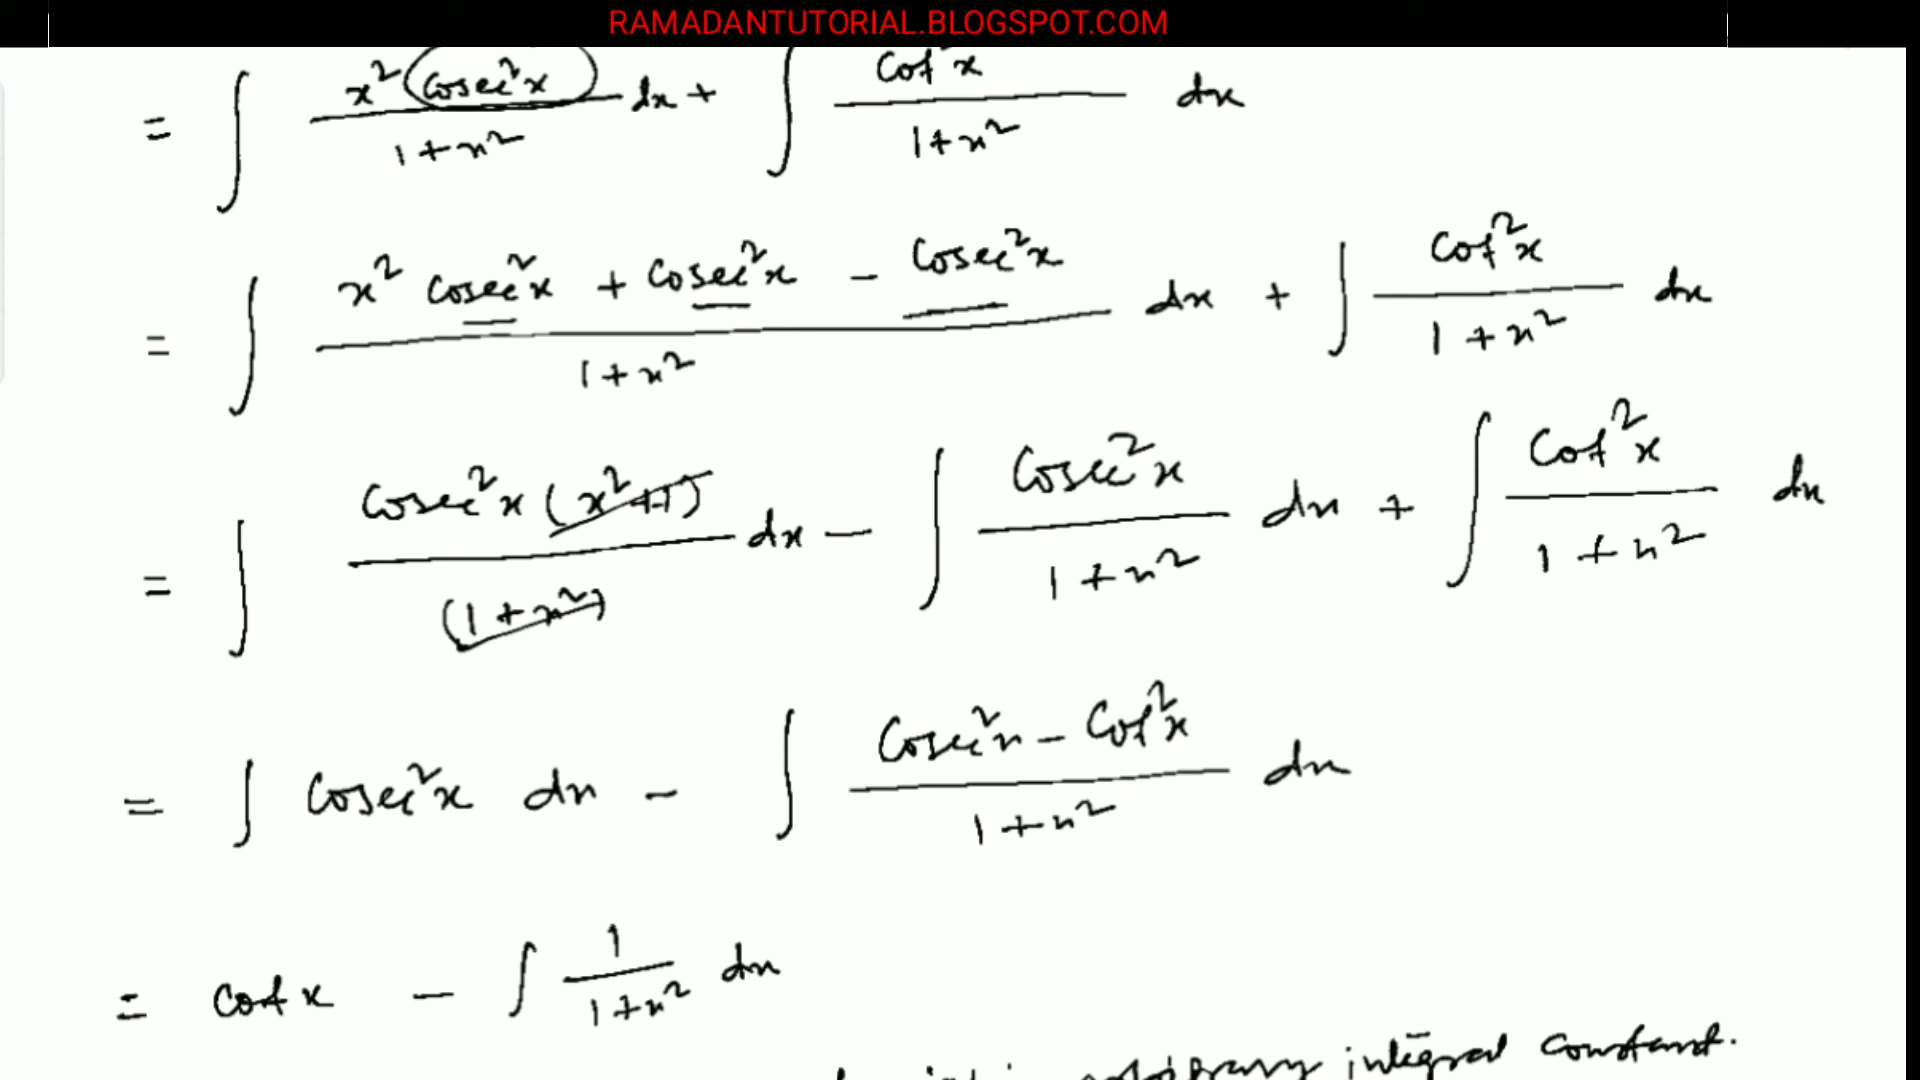 RAMADANTUTORIAL.BLOGSPOT.COM
= ∫ x² cosec²x / 1+x² dx + ∫ cot²x / 1+x² dx
= ∫ x² cosec²x + cosec²x - cosec²x / 1+x² dx + ∫ cot²x / 1+x² dx
= ∫ cosec²x (x²+1) / (1+x²) dx - ∫ cosec²x / 1+x² dx + ∫ cot²x / 1+x² dx
= ∫ cosec²x dx - ∫ cosec²x - cot²x / 1+x² dx
= cot x - ∫ 1 / 1+x² dx
integral constant.